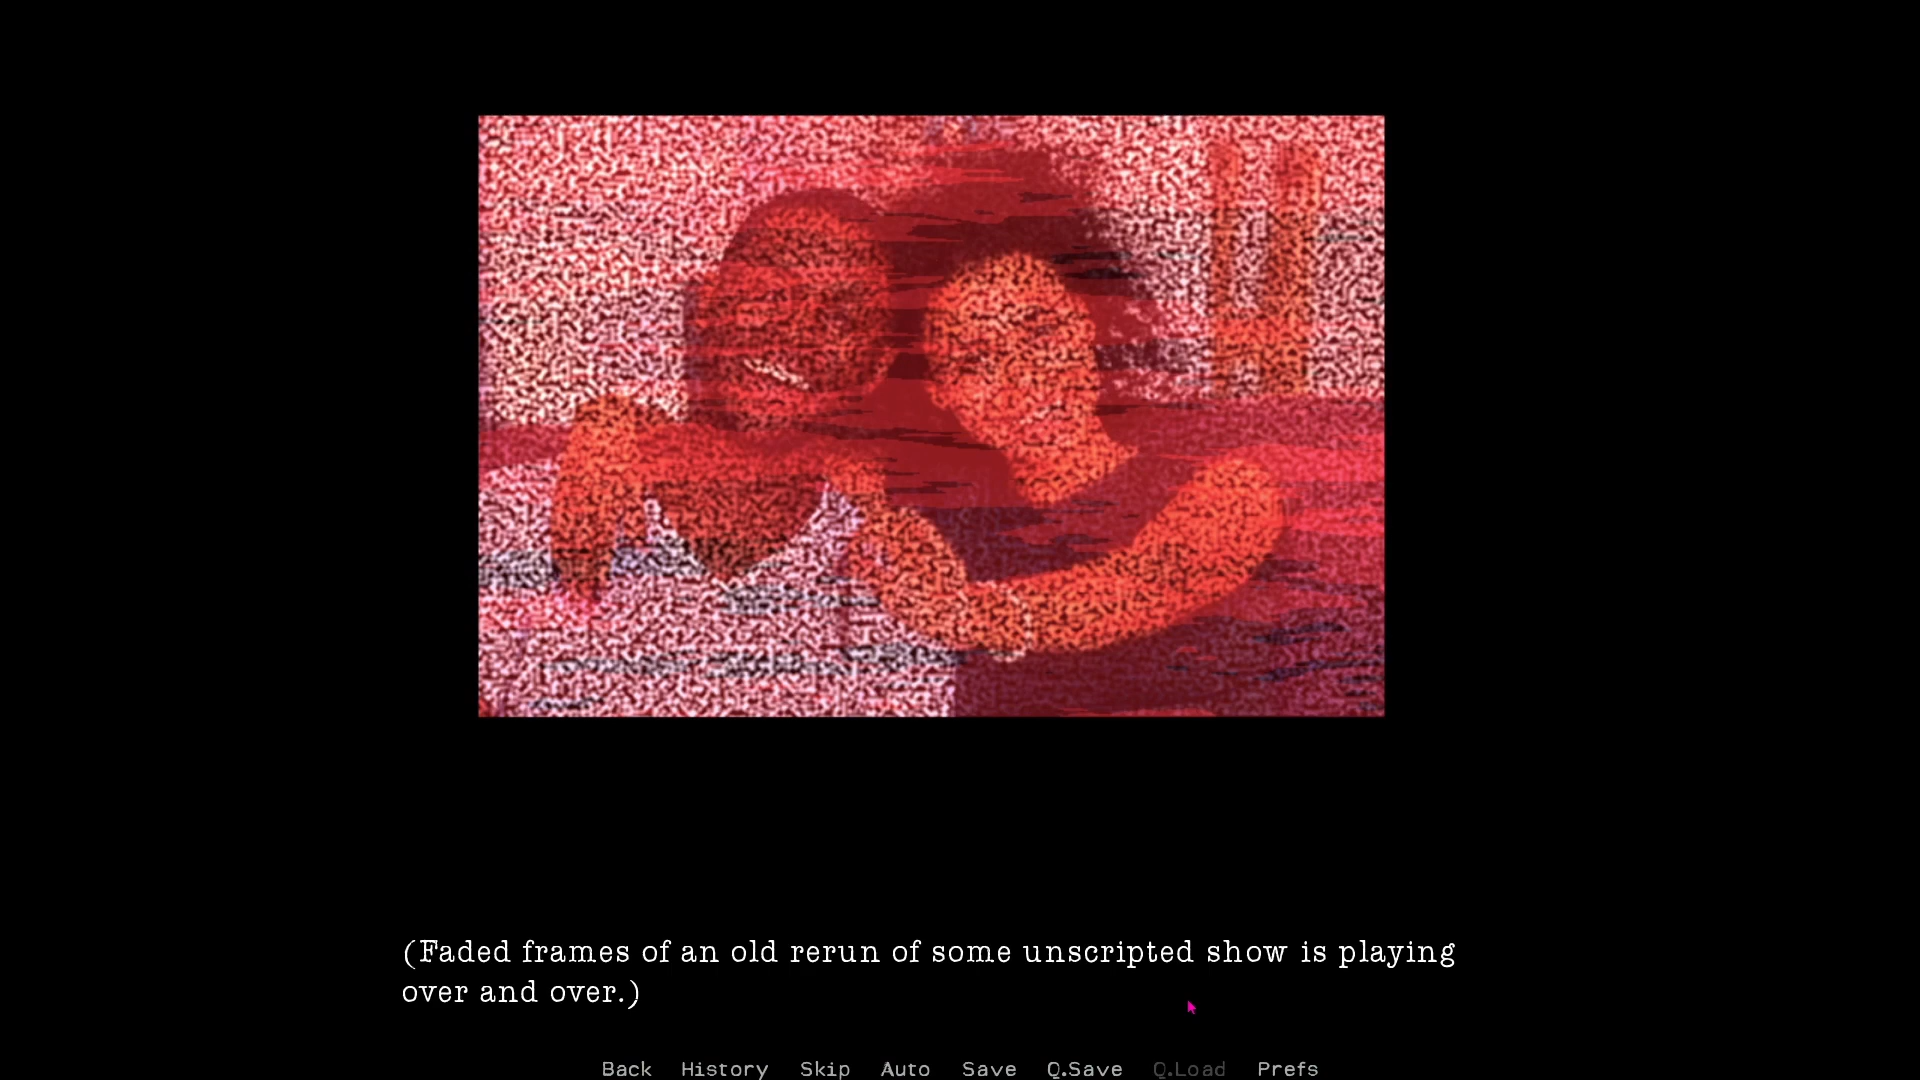 (Faded frames of an old rerun of some unscripted show is playing
over and over.)
Back History Skip Auto Save Q.Save Q.Load Prefs